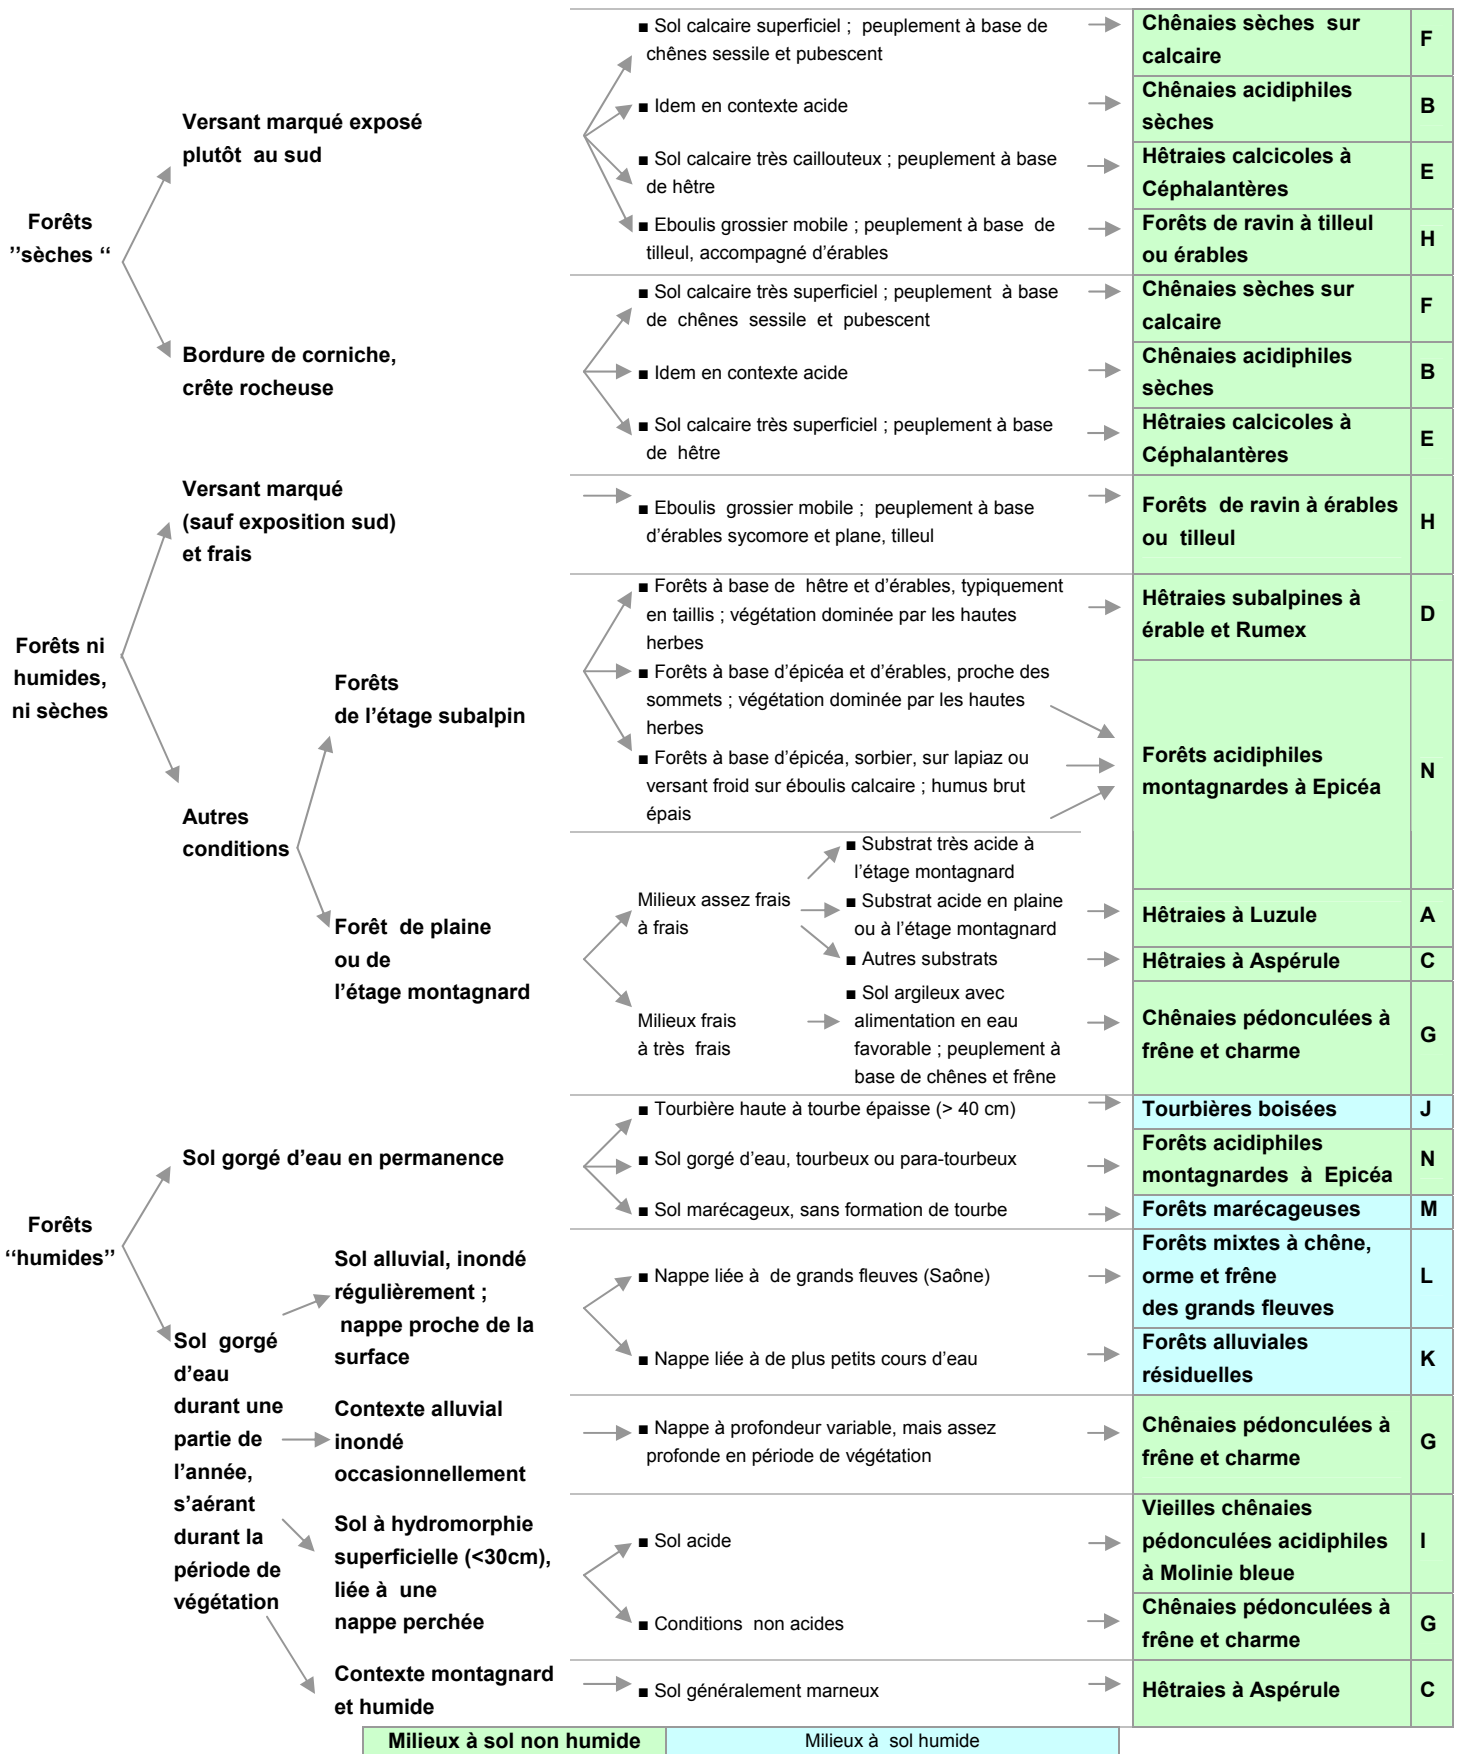 Forêts
’’sèches ‘‘
Versant marqué exposé
plutôt au sud
■ Sol calcaire superficiel ; peuplement à base de
chênes sessile et pubescent
Chênaies sèches sur
calcaire
F
■ Idem en contexte acide
Chênaies acidiphiles
sèches
B
■ Sol calcaire très caillouteux ; peuplement à base
de hêtre
Hêtraies calcicoles à
Céphalantères
E
■ Eboulis grossier mobile ; peuplement à base de
tilleul, accompagné d’érables
Forêts de ravin à tilleul
ou érables
H
Bordure de corniche,
crête rocheuse
■ Sol calcaire très superficiel ; peuplement à base
de chênes sessile et pubescent
Chênaies sèches sur
calcaire
F
■ Idem en contexte acide
Chênaies acidiphiles
sèches
B
■ Sol calcaire très superficiel ; peuplement à base
de hêtre
Hêtraies calcicoles à
Céphalantères
E
Forêts ni
humides,
ni sèches
Versant marqué
(sauf exposition sud)
et frais
■ Eboulis grossier mobile ; peuplement à base
d’érables sycomore et plane, tilleul
Forêts de ravin à érables
ou tilleul
H
Autres
conditions
Forêts
de l’étage subalpin
■ Forêts à base de hêtre et d’érables, typiquement
en taillis ; végétation dominée par les hautes
herbes
Hêtraies subalpines à
érable et Rumex
D
■ Forêts à base d’épicéa et d’érables, proche des
sommets ; végétation dominée par les hautes
herbes
■ Forêts à base d’épicéa, sorbier, sur lapiaz ou
versant froid sur éboulis calcaire ; humus brut
épais
Forêts acidiphiles
montagnardes à Epicéa
N
Forêt de plaine
ou de
l’étage montagnard
Milieux assez frais
à frais
■ Substrat très acide à
l’étage montagnard
■ Substrat acide en plaine
ou à l’étage montagnard
Hêtraies à Luzule
A
■ Autres substrats
Hêtraies à Aspérule
C
Milieux frais
à très frais
■ Sol argileux avec
alimentation en eau
favorable ; peuplement à
base de chênes et frêne
Chênaies pédonculées à
frêne et charme
G
Forêts
‘‘humides’’
Sol gorgé d’eau en permanence
■ Tourbière haute à tourbe épaisse (> 40 cm)
Tourbières boisées
J
■ Sol gorgé d’eau, tourbeux ou para-tourbeux
Forêts acidiphiles
montagnardes à Epicéa
N
■ Sol marécageux, sans formation de tourbe
Forêts marécageuses
M
Sol gorgé
d’eau
durant une
partie de
l’année,
s’aérant
durant la
période de
végétation
Sol alluvial, inondé
régulièrement ;
nappe proche de la
surface
■ Nappe liée à de grands fleuves (Saône)
Forêts mixtes à chêne,
orme et frêne
des grands fleuves
L
■ Nappe liée à de plus petits cours d’eau
Forêts alluviales
résiduelles
K
Contexte alluvial
inondé
occasionnellement
■ Nappe à profondeur variable, mais assez
profonde en période de végétation
Chênaies pédonculées à
frêne et charme
G
Sol à hydromorphie
superficielle (<30cm),
liée à une
nappe perchée
■ Sol acide
Vieilles chênaies
pédonculées acidiphiles
à Molinie bleue
I
■ Conditions non acides
Chênaies pédonculées à
frêne et charme
G
Contexte montagnard
et humide
■ Sol généralement marneux
Hêtraies à Aspérule
C
Milieux à sol non humide
Milieux à sol humide